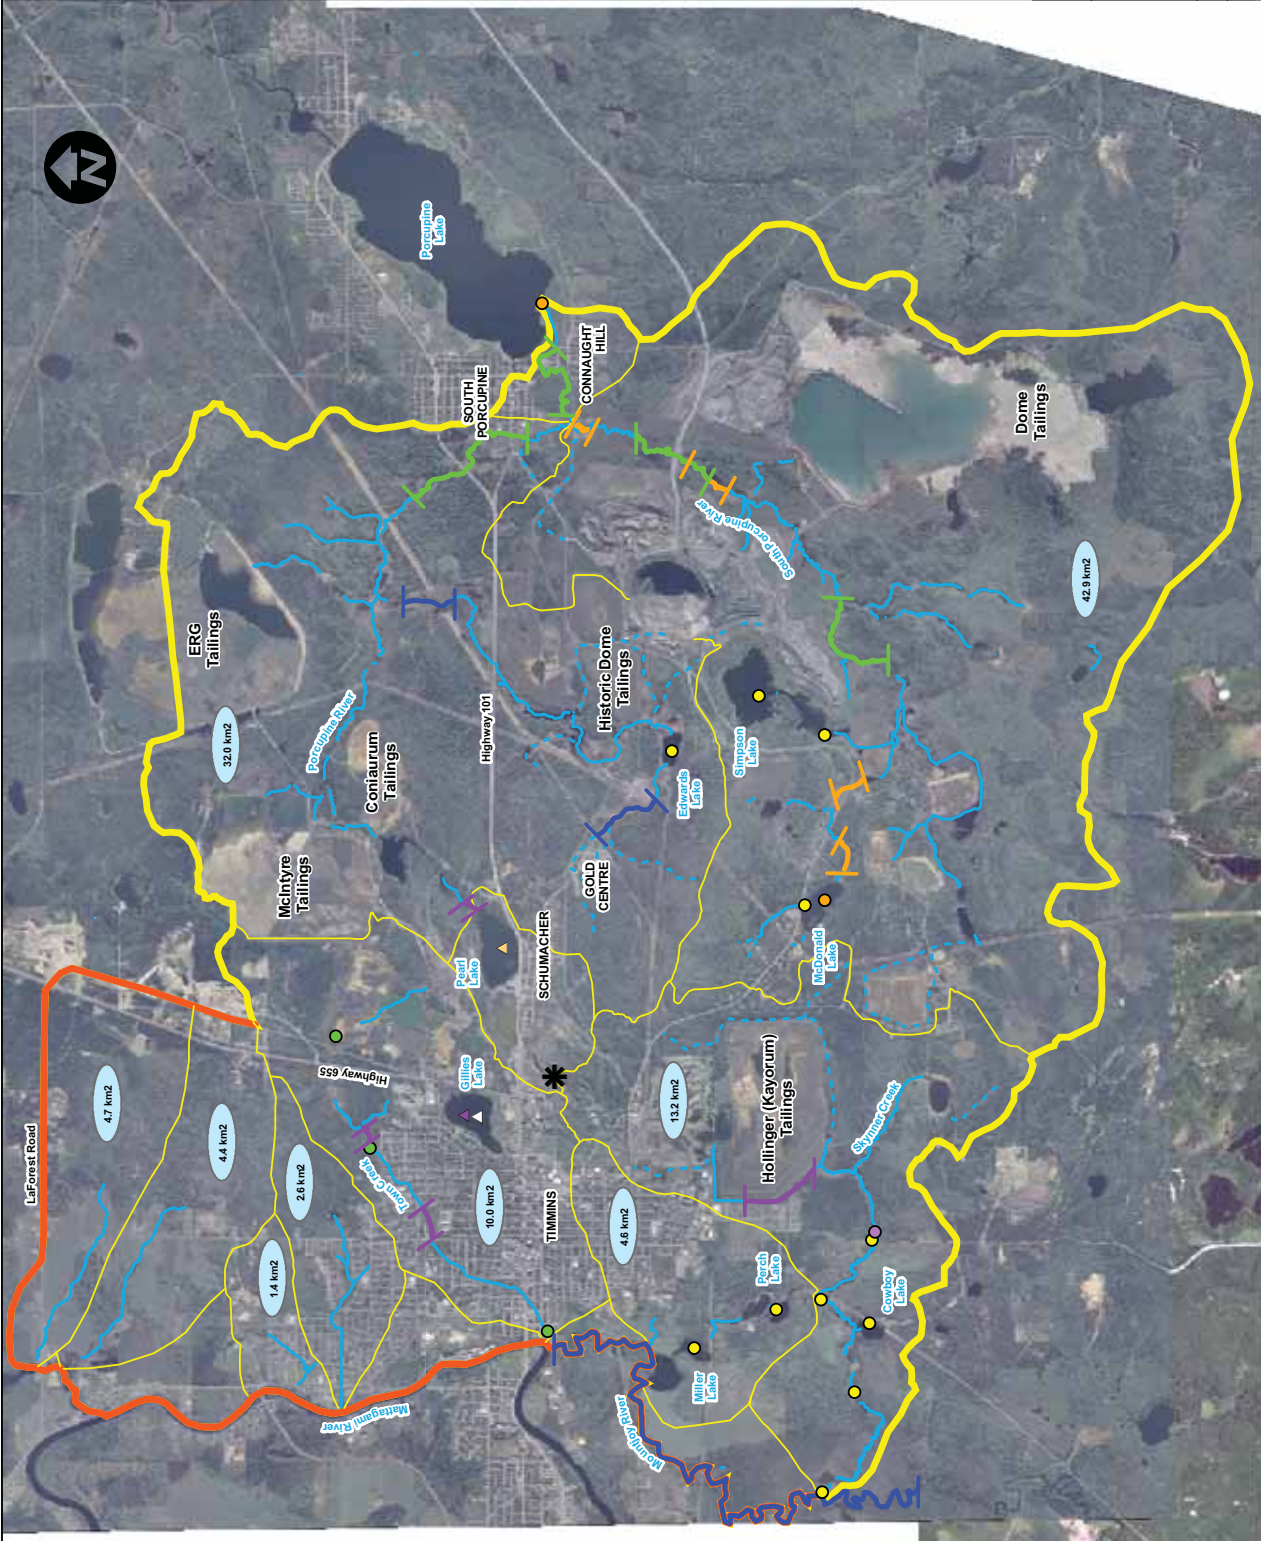 N
LaForest Road
4.7 km2
4.4 km2
2.6 km2
1.4 km2
Highway 655
Town Creek
Gillies
Lake
10.0 km2
TIMMINS
4.6 km2
13.2 km2
Mattagami River
Mountjoy River
Miller
Lake
Perch
Lake
Cowboy
Lake
Skynner Creek
Hollinger (Kayorum)
Tailings
McIntyre
Tailings
Pearl
Lake
SCHUMACHER
GOLD
CENTRE
McDonald
Lake
32.0 km2
ERG
Tailings
Porcupine River
Coniaurum
Tailings
Highway 101
Historic Dome
Tailings
Edwards
Lake
Simpson
Lake
South Porcupine River
42.9 km2
Porcupine
Lake
SOUTH
PORCUPINE
CONNAUGHT
HILL
Dome
Tailings